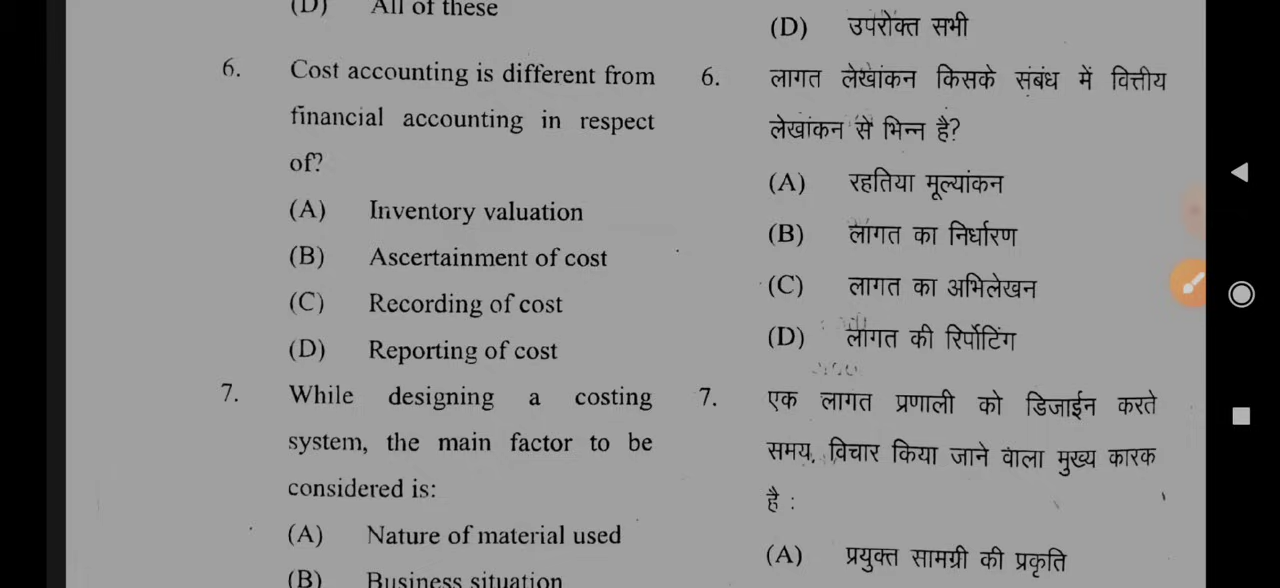 (D) All of these
6. Cost accounting is different from
financial accounting in respect
of?
(A) Inventory valuation
(B) Ascertainment of cost
(C) Recording of cost
(D) Reporting of cost
7. While designing a costing
system, the main factor to be
considered is:
(A) Nature of material used
(B) Business situation
(D) उपरोक्त सभी
6. लागत लेखांकन किसके संबंध में वित्तीय
लेखांकन से भिन्न है?
(A) रहतिया मूल्यांकन
(B) लागत का निर्धारण
(C) लागत का अभिलेखन
(D) लागत की रिर्पोटिंग
7. एक लागत प्रणाली को डिजाईन करते
समय, विचार किया जाने वाला मुख्य कारक
है :
(A) प्रयुक्त सामग्री की प्रकृति